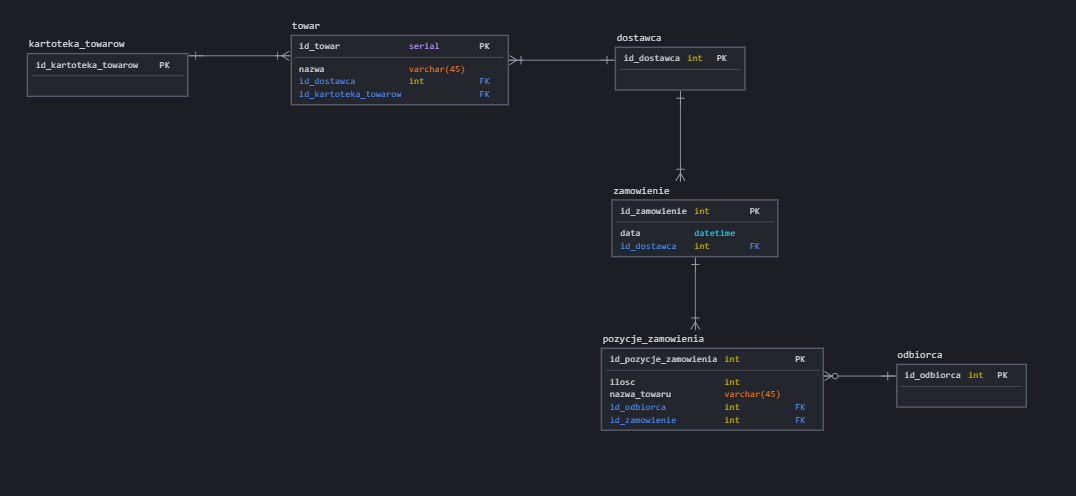 kartoteka_towarow
id_kartoteka_towarow PK
towar
id_towar serial PK
nazwa varchar(45)
id_dostawca int FK
id_kartoteka_towarow FK
dostawca
id_dostawca int PK
zamowienie
id_zamowienie int PK
data datetime
id_dostawca int FK
pozycje_zamowienia
id_pozycje_zamowienia int PK
ilosc int
nazwa_towaru varchar(45)
id_odbiorca int FK
id_zamowienie int FK
odbiorca
id_odbiorca int PK